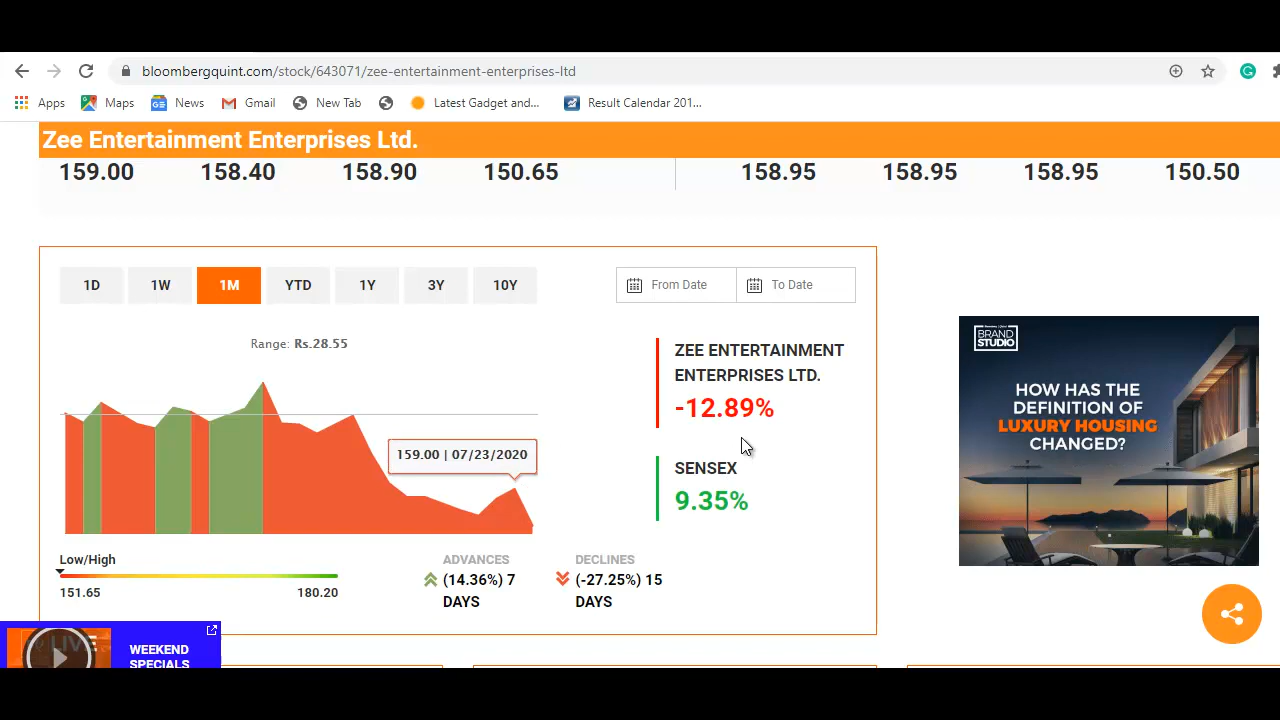 bloombergquint.com/stock/643071/zee-entertainment-enterprises-ltd
Apps Maps News Gmail New Tab Latest Gadget and... Result Calendar 201...
Zee Entertainment Enterprises Ltd.
159.00 158.40 158.90 150.65 158.95 158.95 158.95 150.50
1D 1W 1M YTD 1Y 3Y 10Y From Date To Date
Range: Rs.28.55
ZEE ENTERTAINMENT
ENTERPRISES LTD.
-12.89%
159.00 | 07/23/2020
SENSEX
9.35%
Low/High
151.65 180.20
ADVANCES
(14.36%) 7
DAYS
DECLINES
(-27.25%) 15
DAYS
BRAND
STUDIO
HOW HAS THE
DEFINITION OF
LUXURY HOUSING
CHANGED?
LIVE
WEEKEND
SPECIALS